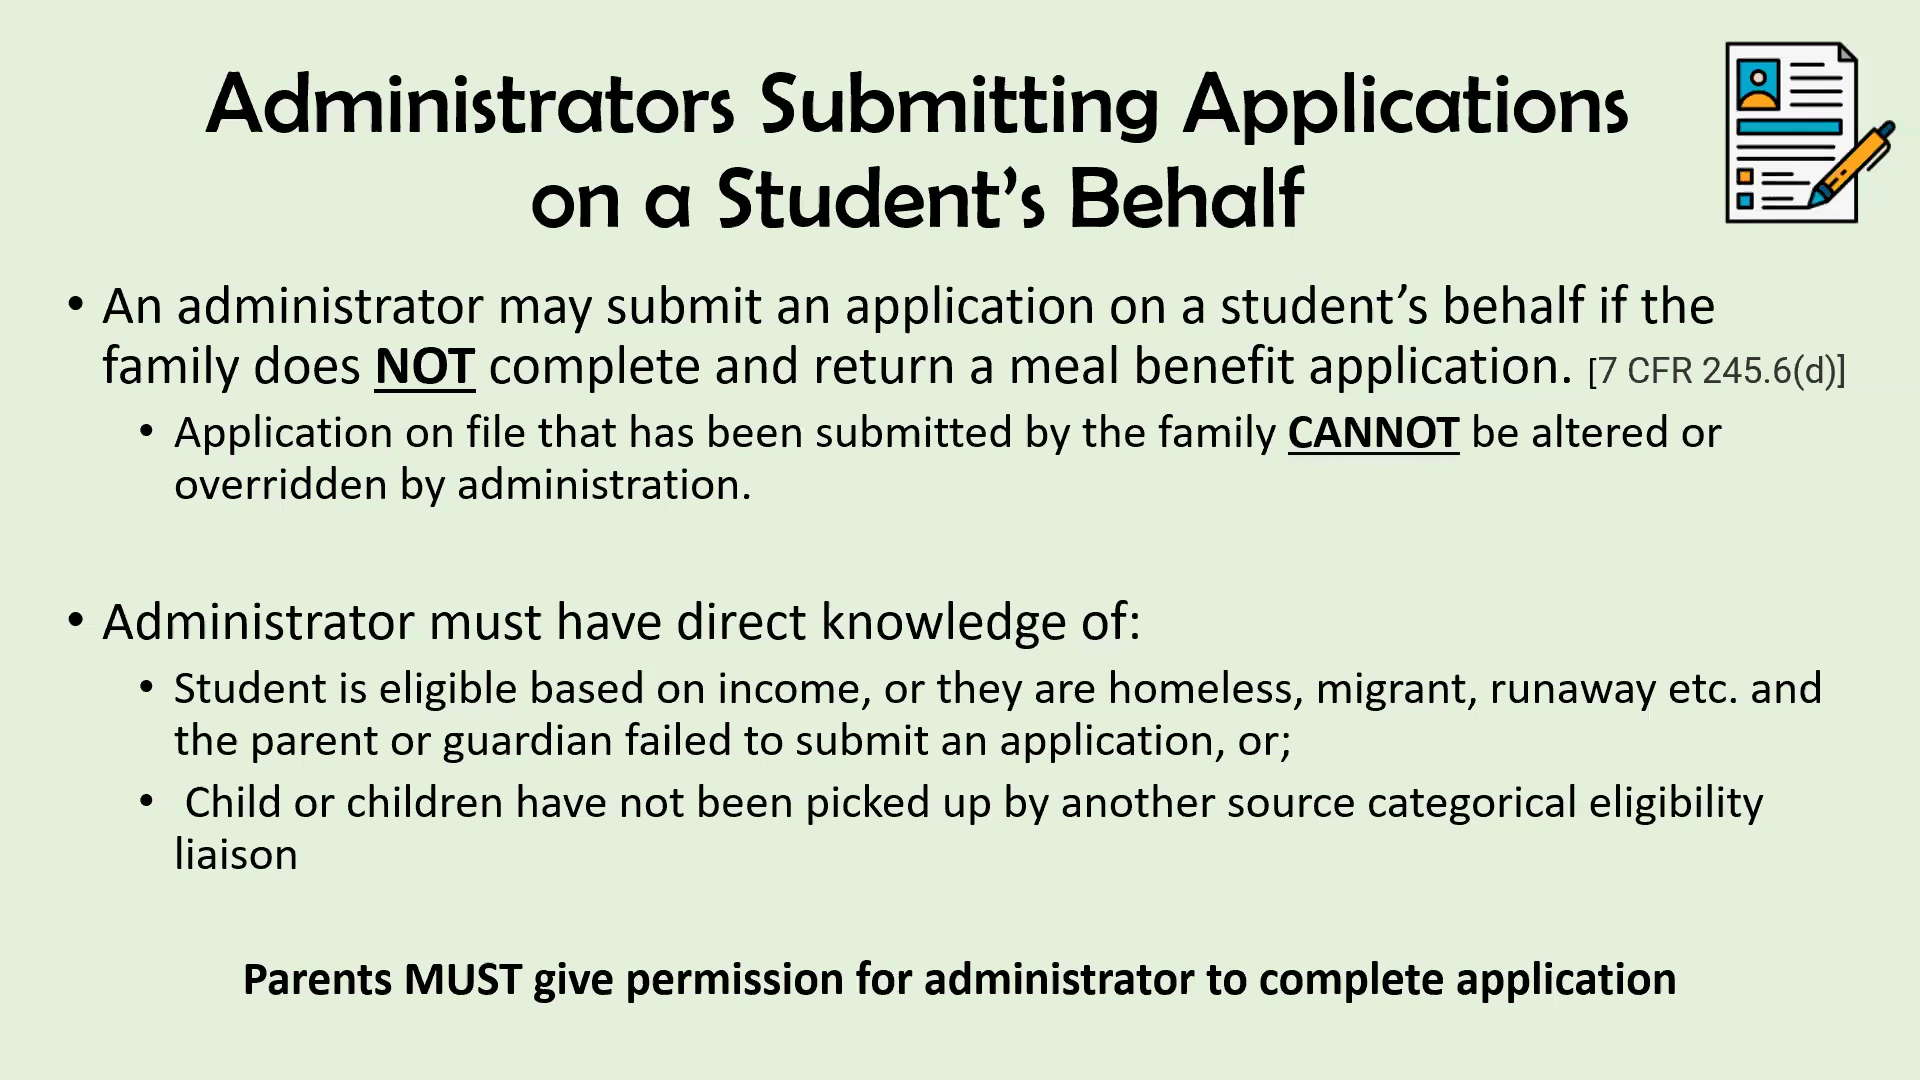 Administrators Submitting Applications
on a Student’s Behalf
• An administrator may submit an application on a student’s behalf if the
family does NOT complete and return a meal benefit application. [7 CFR 245.6(d)]
• Application on file that has been submitted by the family CANNOT be altered or
overridden by administration.
• Administrator must have direct knowledge of:
• Student is eligible based on income, or they are homeless, migrant, runaway etc. and
the parent or guardian failed to submit an application, or;
• Child or children have not been picked up by another source categorical eligibility
liaison
Parents MUST give permission for administrator to complete application